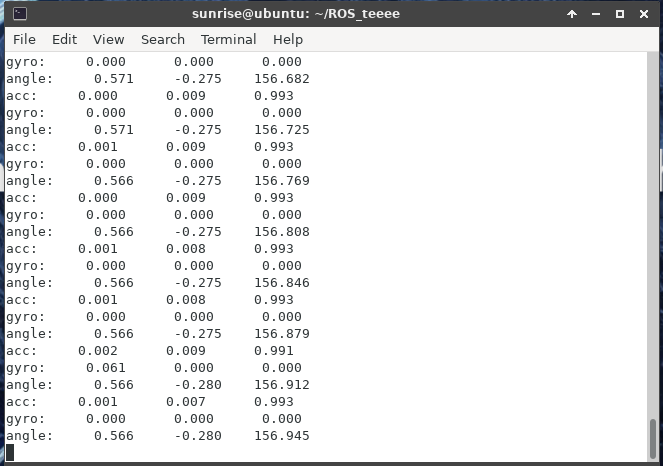 sunrise@ubuntu: ~/ROS_teeee
File Edit View Search Terminal Help
gyro: 0.000 0.000 0.000
angle: 0.571 -0.275 156.682
acc: 0.000 0.009 0.993
gyro: 0.000 0.000 0.000
angle: 0.571 -0.275 156.725
acc: 0.001 0.009 0.993
gyro: 0.000 0.000 0.000
angle: 0.566 -0.275 156.769
acc: 0.000 0.009 0.993
gyro: 0.000 0.000 0.000
angle: 0.566 -0.275 156.808
acc: 0.001 0.008 0.993
gyro: 0.000 0.000 0.000
angle: 0.566 -0.275 156.846
acc: 0.001 0.008 0.993
gyro: 0.000 0.000 0.000
angle: 0.566 -0.275 156.879
acc: 0.002 0.009 0.991
gyro: 0.061 0.000 0.000
angle: 0.566 -0.280 156.912
acc: 0.001 0.007 0.993
gyro: 0.000 0.000 0.000
angle: 0.566 -0.280 156.945